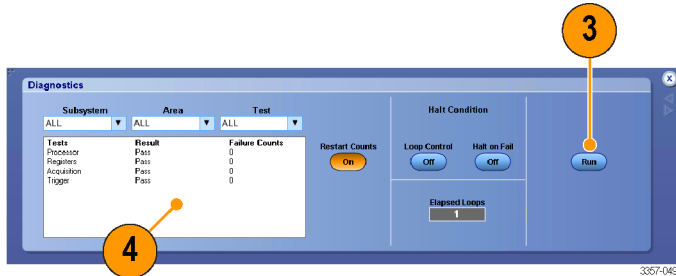 3
Diagnostics
x
Subsystem Area Test
ALL ALL ALL
Tests Result Failure Counts
Processor Pass 0
Registers Pass 0
Acquisition Pass 0
Trigger Pass 0
Restart Counts
On
Halt Condition
Loop Control Halt on Fail
Off Off
Elapsed Loops
1
Run
4
3357-049